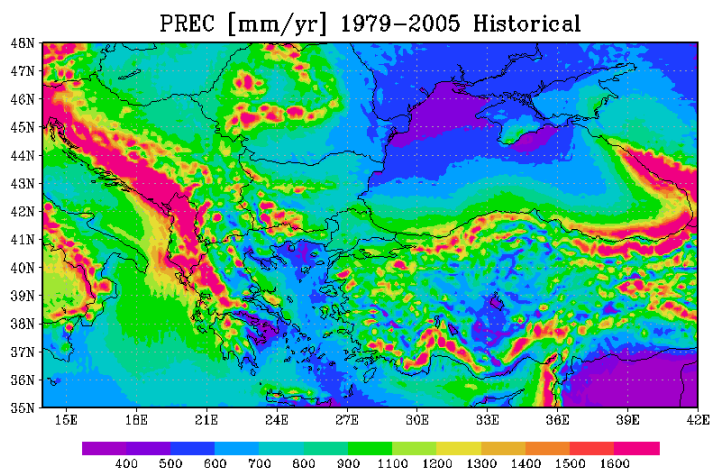 PREC [mm/yr] 1979−2005 Historical
48N
47N
46N
45N
44N
43N
42N
41N
40N
39N
38N
37N
36N
35N
15E 18E 21E 24E 27E 30E 33E 36E 39E 42E
400 500 600 700 800 900 1100 1200 1300 1400 1500 1600